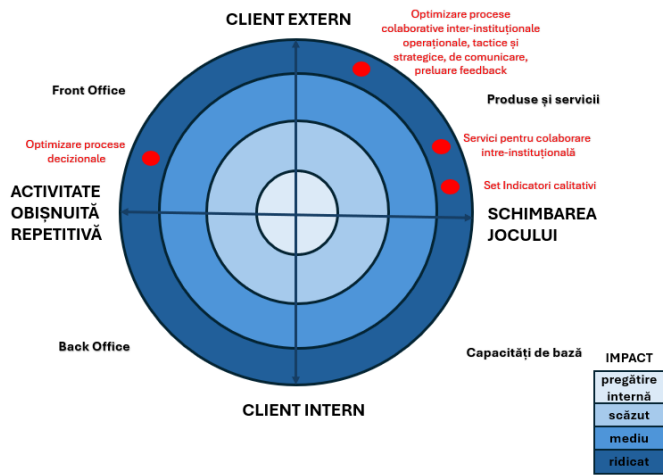 CLIENT EXTERN
Optimizare procese
colaborative inter-instituționale
operaționale, tactice și
strategice, de comunicare,
preluare feedback
Front Office
Produse și servicii
Optimizare procese
decizionale
Servici pentru colaborare
intre-instituțională
Set Indicatori calitativi
ACTIVITATE
OBIȘNUITĂ
REPETITIVĂ
SCHIMBAREA
JOCULUI
Back Office
Capacități de bază
CLIENT INTERN
IMPACT
pregătire
internă
scăzut
mediu
ridicat